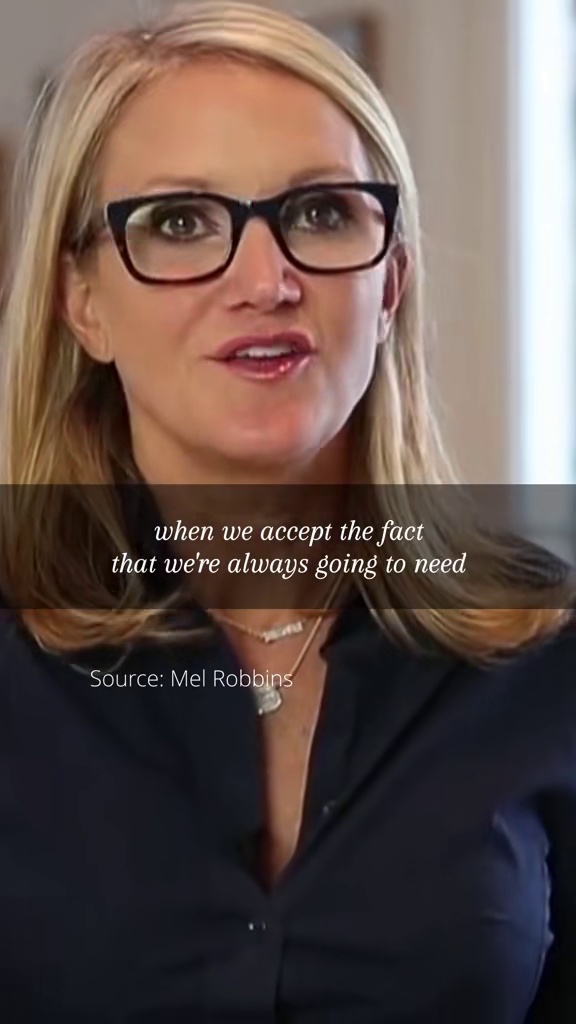 when we accept the fact
that we're always going to need
Source: Mel Robbins